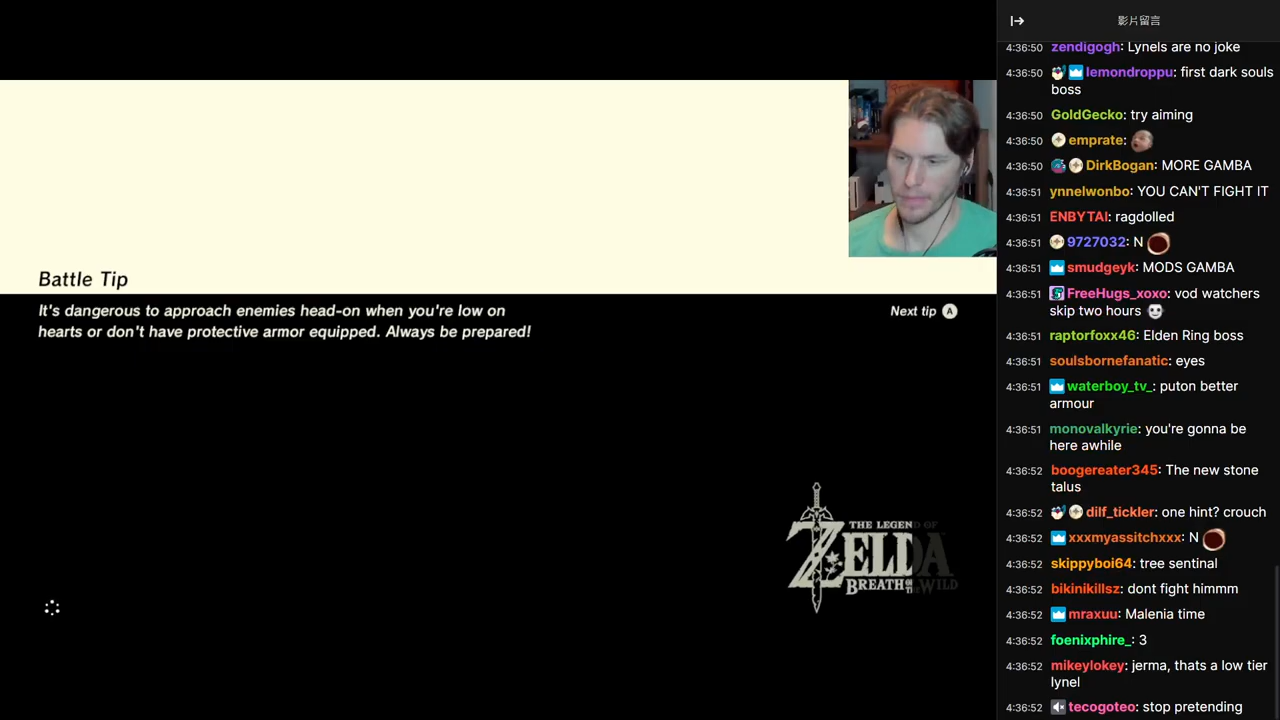 影片留言
Battle Tip
It's dangerous to approach enemies head-on when you're low on
hearts or don't have protective armor equipped. Always be prepared!
Next tip A
THE LEGEND OF
ZELDA
BREATH OF THE WILD
4:36:50 zendigogh: Lynels are no joke
4:36:50 lemondroppu: first dark souls
boss
4:36:50 GoldGecko: try aiming
4:36:50 emprate:
4:36:50 DirkBogan: MORE GAMBA
4:36:51 ynnelwonbo: YOU CAN'T FIGHT IT
4:36:51 ENBYTAI: ragdolled
4:36:51 9727032: N
4:36:51 smudgeyk: MODS GAMBA
4:36:51 FreeHugs_xoxo: vod watchers
skip two hours
4:36:51 raptorfoxx46: Elden Ring boss
4:36:51 soulsbornefanatic: eyes
4:36:51 waterboy_tv_: puton better
armour
4:36:51 monovalkyrie: you're gonna be
here awhile
4:36:52 boogereater345: The new stone
talus
4:36:52 dilf_tickler: one hint? crouch
4:36:52 xxxmyassitchxxx: N
4:36:52 skippyboi64: tree sentinal
4:36:52 bikinikillsz: dont fight himmm
4:36:52 mraxuu: Malenia time
4:36:52 foenixphire_: 3
4:36:52 mikeylokey: jerma, thats a low tier
lynel
4:36:52 tecogoteo: stop pretending